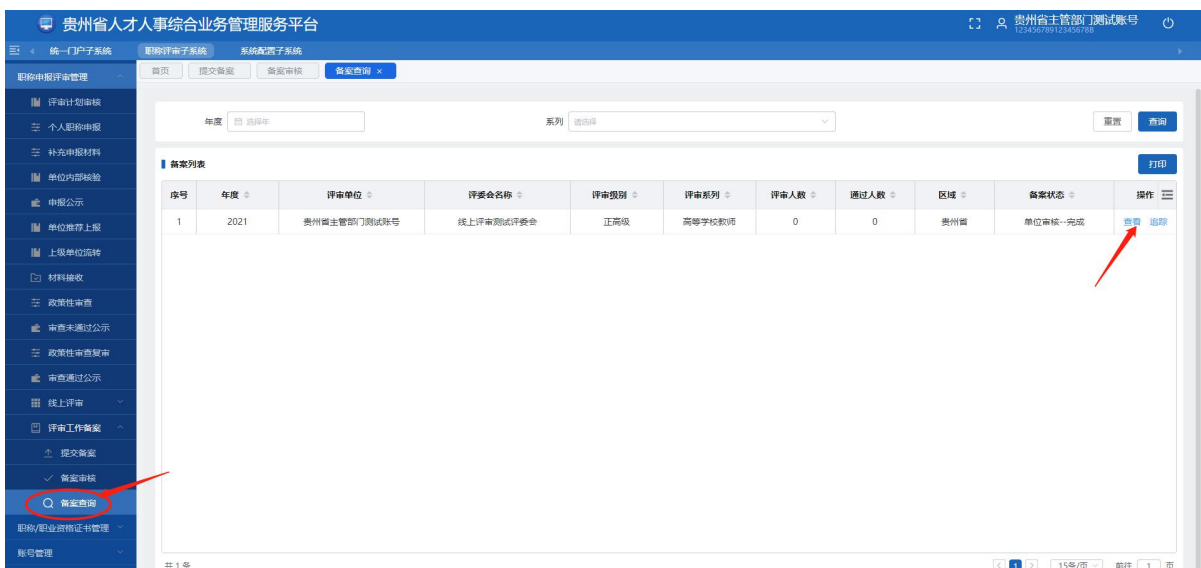 贵州省人才人事综合业务管理服务平台
贵州省主管部门测试账号
12345678912345678B
统一门户子系统 职称评审子系统 系统配置子系统
职称申报评审管理
首页 提交备案 备案审核 备案查询 ×
评审计划审核
个人职称申报
补充申报材料
单位内部核验
申报公示
单位推荐上报
上级单位流转
材料接收
政策性审查
审查未通过公示
政策性审查复审
审查通过公示
线上评审
评审工作备案
提交备案
备案审核
备案查询
职称/职业资格证书管理
账号管理
年度 选择年 系列 请选择 重置 查询
备案列表 打印
序号 年度 评审单位 评委会名称 评审级别 评审系列 评审人数 通过人数 区域 备案状态 操作
1 2021 贵州省主管部门测试账号 线上评审测试评委会 正高级 高等学校教师 0 0 贵州省 单位审核--完成 查看 追踪
共 1 条 1 15条/页 前往 1 页